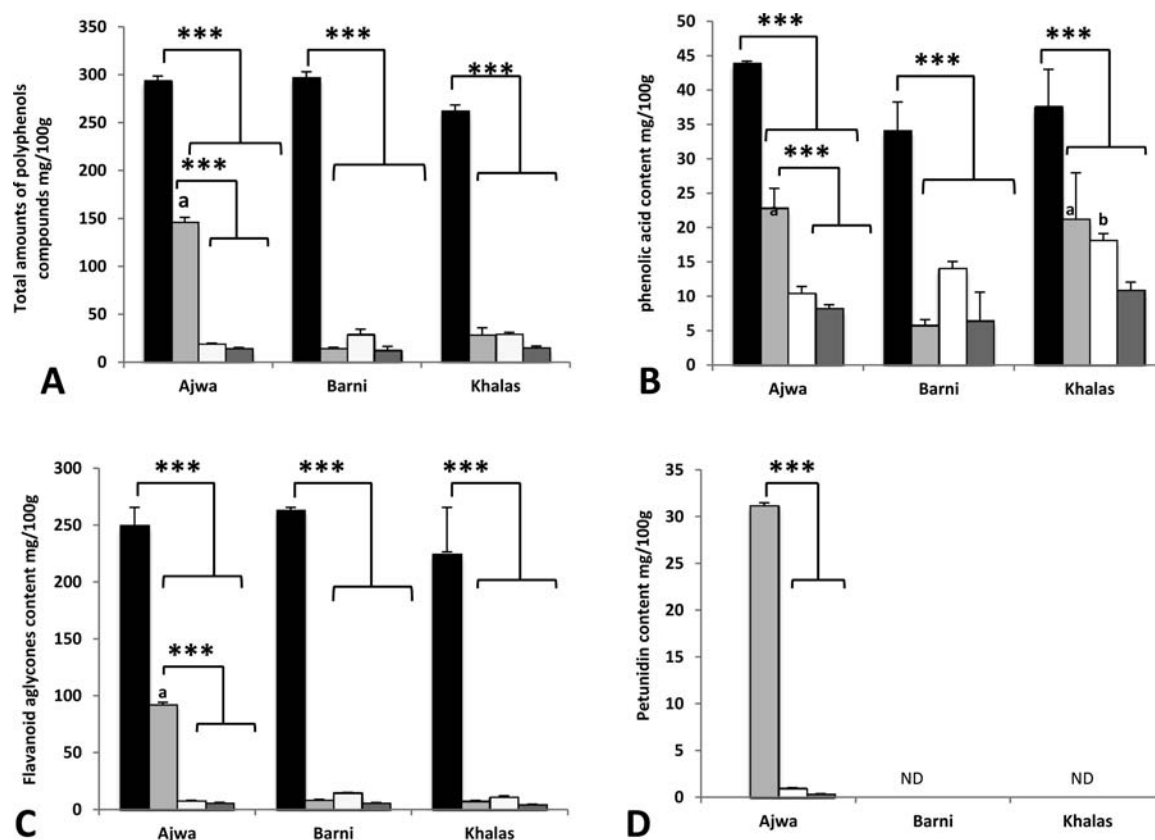 Total amounts of polyphenols
compounds mg/100g
350
300
250
200
150
100
50
0
***
***
***
***
a
Ajwa
Barni
Khalas
A
phenolic acid content mg/100g
50
45
40
35
30
25
20
15
10
5
0
***
***
***
***
a
a
b
Ajwa
Barni
Khalas
B
Flavanoid aglycones content mg/100g
300
250
200
150
100
50
0
***
***
***
***
a
Ajwa
Barni
Khalas
C
Petunidin content mg/100g
35
30
25
20
15
10
5
0
***
ND
ND
Ajwa
Barni
Khalas
D